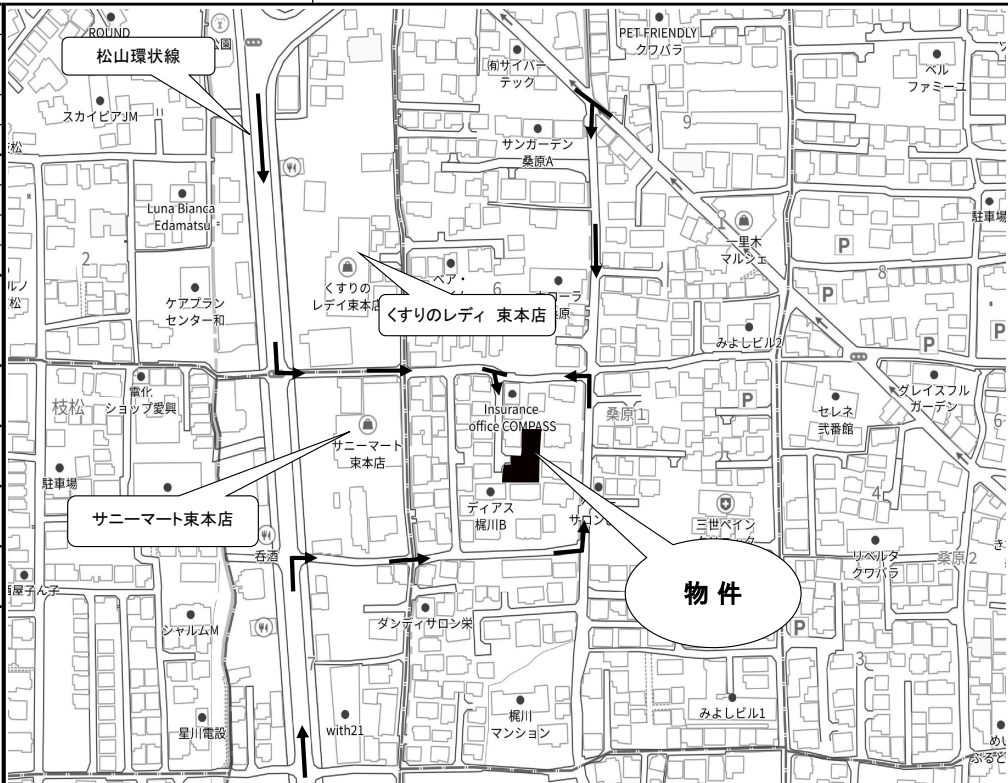 ROUND
公園
松山環状線
スカイピアJM
松
PET FRIENDLY
クワバラ
㈲サイバー
テック
ベル
ファミーユ
9
サンガーデン
桑原A
Luna Bianca
Edamatsu
2
駐車場
一里木
マルシェ
P
8
P
ケアプラン
センター和
くすりの
レディ東本店
ベア・
6
くすりのレディ 東本店
みよしビル2
P
電化
ショップ愛興
枝松
Insurance
office COMPASS
桑原1
P
セレネ
弐番館
グレイスフル
ガーデン
6
サニーマート
東本店
駐車場
ディアス
梶川B
三世ペイン
4
サニーマート東本店
呑酒
物 件
リベルタ
クワバラ
桑原2
シャルムM
ダンディサロン栄
P
3
星川電設
with21
梶川
マンション
みよしビル1